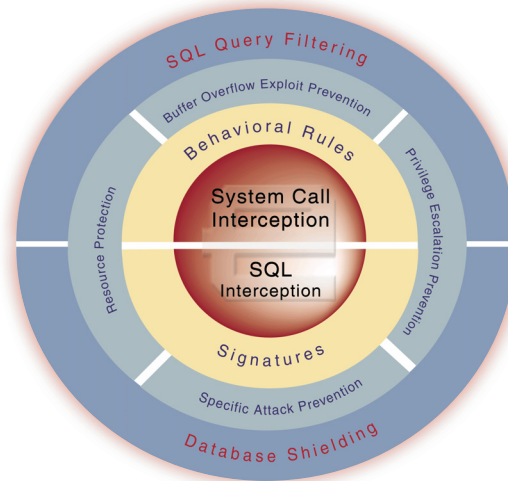 SQL Query Filtering
Buffer Overflow Exploit Prevention
Behavioral Rules
System Call
Interception
Resource Protection
Privilege Escalation Prevention
SQL
Interception
Signatures
Specific Attack Prevention
Database Shielding